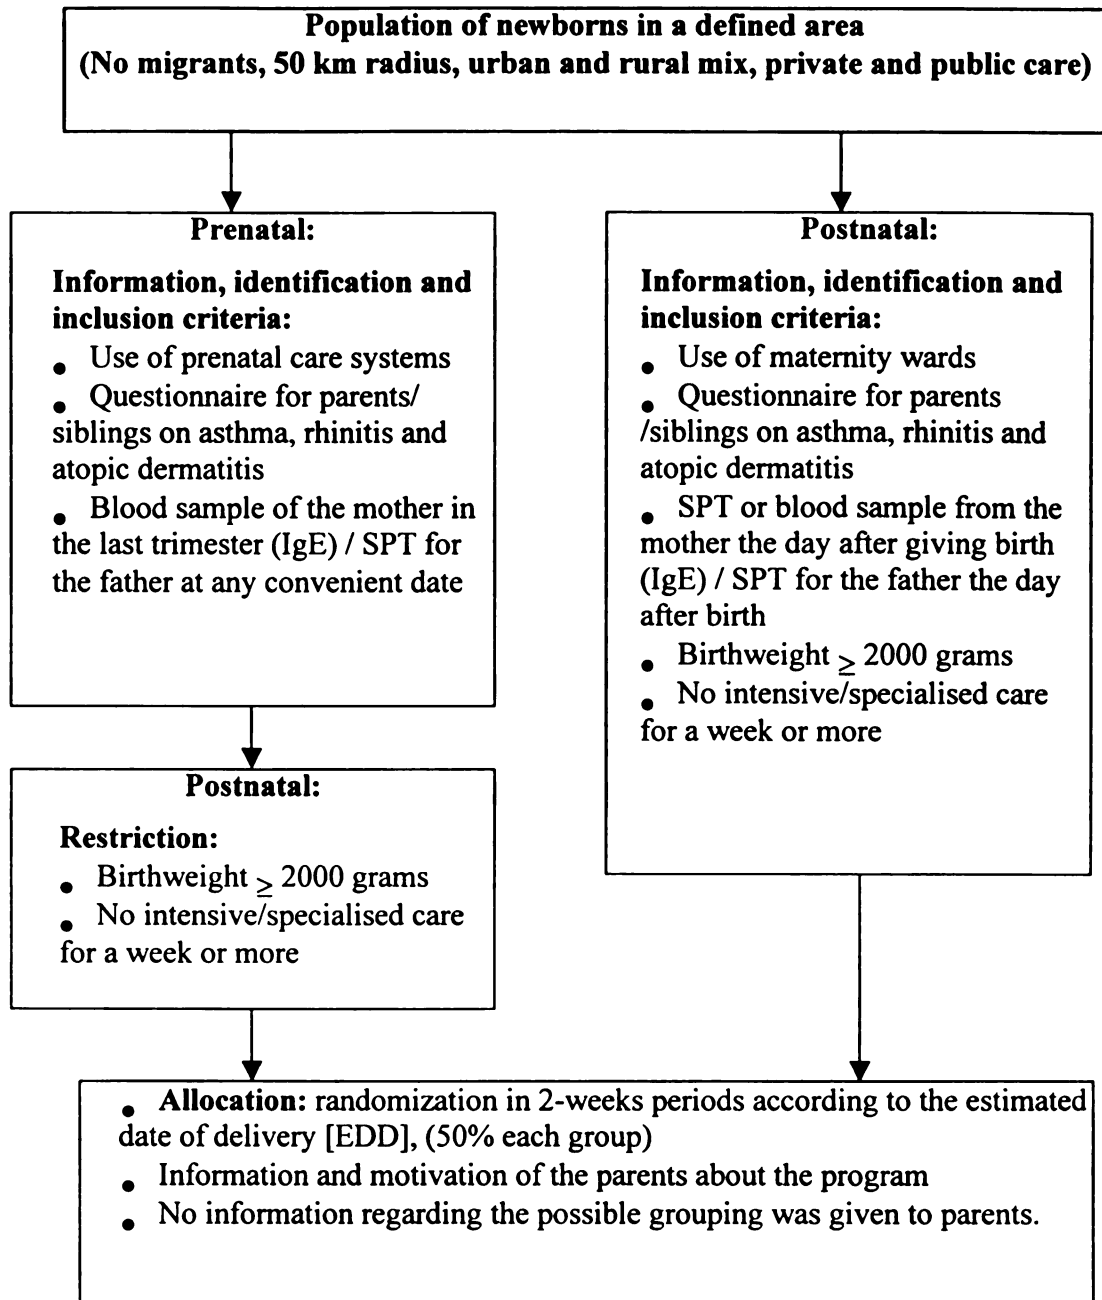 Population of newborns in a defined area
(No migrants, 50 km radius, urban and rural mix, private and public care)
Prenatal:
Information, identification and
inclusion criteria:
● Use of prenatal care systems
● Questionnaire for parents/
siblings on asthma, rhinitis and
atopic dermatitis
● Blood sample of the mother in
the last trimester (IgE) / SPT for
the father at any convenient date
Postnatal:
Information, identification and
inclusion criteria:
● Use of maternity wards
● Questionnaire for parents
/siblings on asthma, rhinitis and
atopic dermatitis
● SPT or blood sample from the
mother the day after giving birth
(IgE) / SPT for the father the day
after birth
● Birthweight ≥ 2000 grams
● No intensive/specialised care
for a week or more
Postnatal:
Restriction:
● Birthweight ≥ 2000 grams
● No intensive/specialised care
for a week or more
● Allocation: randomization in 2-weeks periods according to the estimated
date of delivery [EDD], (50% each group)
● Information and motivation of the parents about the program
● No information regarding the possible grouping was given to parents.